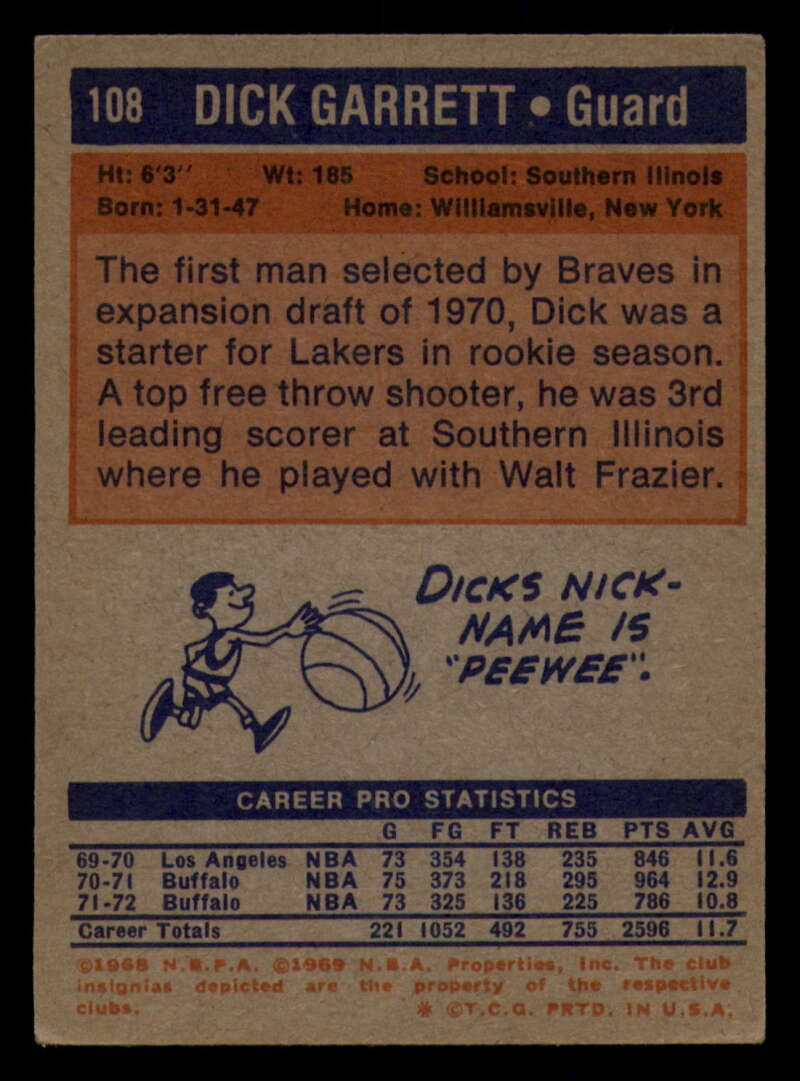 108 DICK GARRETT • Guard
Ht: 6'3'' Wt: 185 School: Southern Illinois
Born: 1-31-47 Home: Williamsville, New York
The first man selected by Braves in
expansion draft of 1970, Dick was a
starter for Lakers in rookie season.
A top free throw shooter, he was 3rd
leading scorer at Southern Illinois
where he played with Walt Frazier.
DICKS NICK-
NAME IS
"PEEWEE".
CAREER PRO STATISTICS
G FG FT REB PTS AVG
69-70 Los Angeles NBA 73 354 138 235 846 11.6
70-71 Buffalo NBA 75 373 218 295 964 12.9
71-72 Buffalo NBA 73 325 136 225 786 10.8
Career Totals 221 1052 492 755 2596 11.7
©1968 N.B.P.A. ©1969 N.B.A. Properties, Inc. The club
insignias depicted are the property of the respective
clubs. * ©T.C.G. PRTD. IN U.S.A.